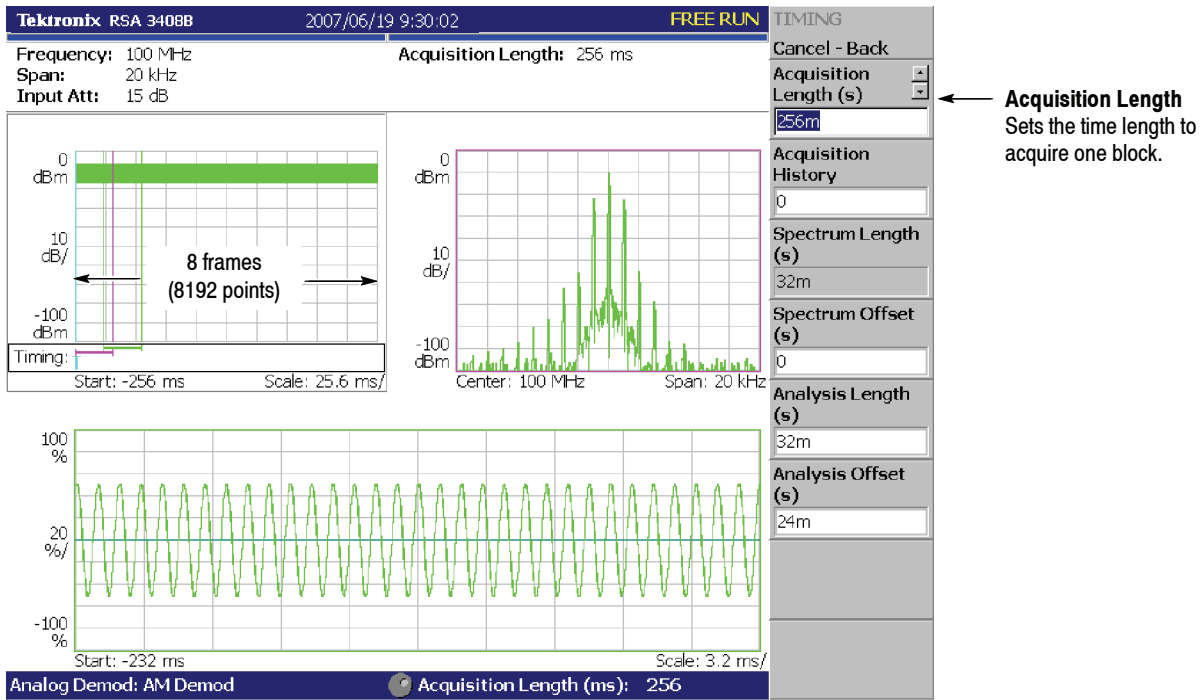 Tektronix RSA 3408B 2007/06/19 9:30:02 FREE RUN
Frequency: 100 MHz
Span: 20 kHz
Input Att: 15 dB
Acquisition Length: 256 ms
0
dBm
10
dB/
-100
dBm
8 frames
(8192 points)
Timing:
Start: -256 ms Scale: 25.6 ms/
0
dBm
10
dB/
-100
dBm
Center: 100 MHz Span: 20 kHz
100
%
20
%/
-100
%
Start: -232 ms Scale: 3.2 ms/
Analog Demod: AM Demod Acquisition Length (ms): 256
TIMING
Cancel - Back
Acquisition
Length (s)
256m
Acquisition
History
0
Spectrum Length
(s)
32m
Spectrum Offset
(s)
0
Analysis Length
(s)
32m
Analysis Offset
(s)
24m
Acquisition Length
Sets the time length to
acquire one block.